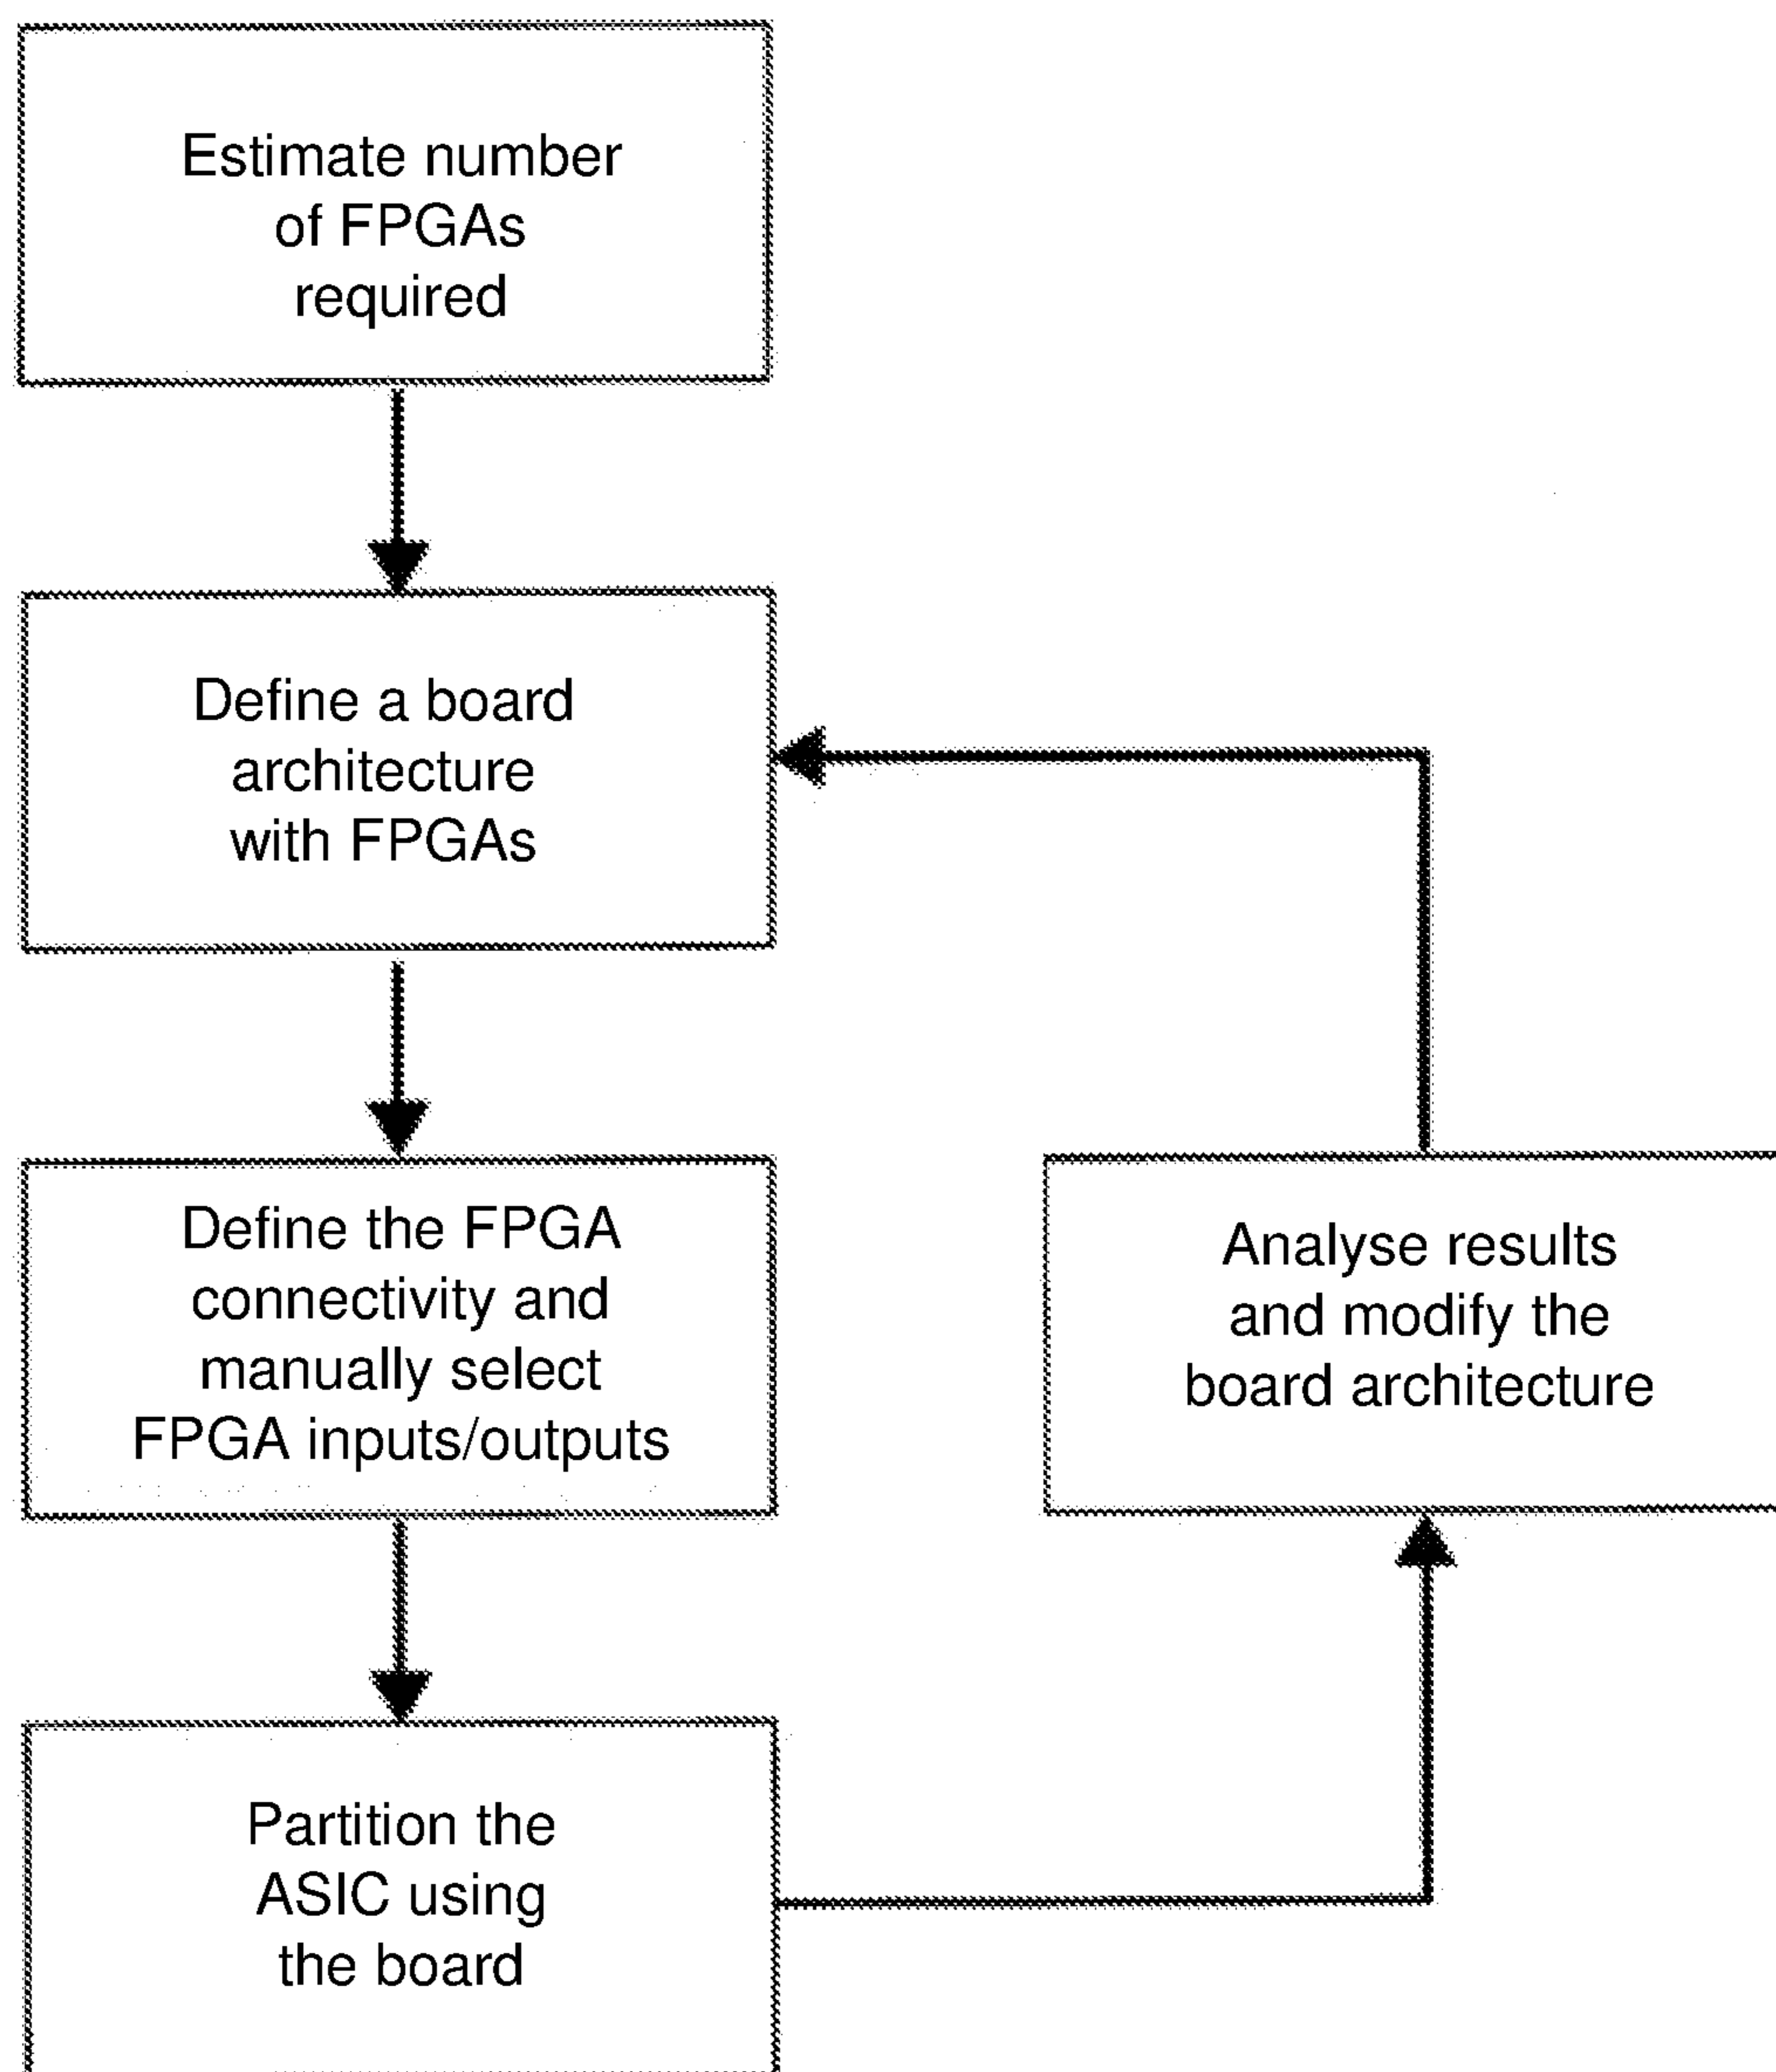 Estimate number
of FPGAs
required
Define a board
architecture
with FPGAs
Define the FPGA
connectivity and
manually select
FPGA inputs/outputs
Analyse results
and modify the
board architecture
Partition the
ASIC using
the board